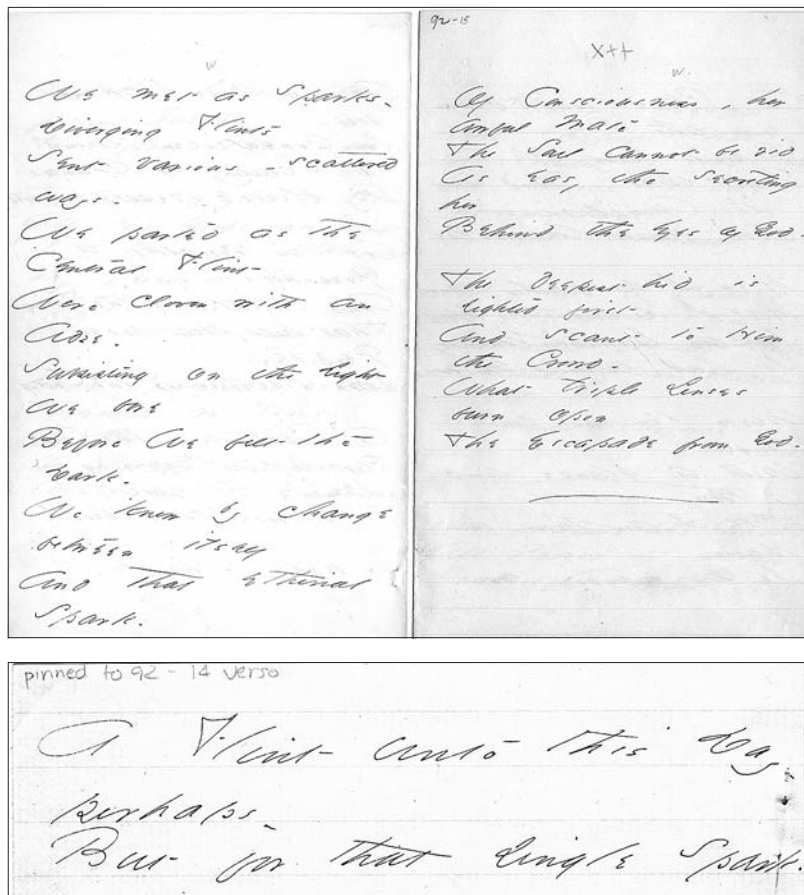 We met as Sparks -
diverging Flints
Sent various - scattered
ways -
We parted as the
Central Flint
Were cloven with an
Adze -
Subsisting on the Light
We bore
Before We felt the
Dark -
We knew by change
between itself
And that etherial
Spark.
92-15
X++
w.
Of Consciousness, her
awful Mate
The Soul cannot be rid
As easy the secreting
her
Behind the Eyes of God.
The deepest hid is
sighted first
And scant to Him
the Crowd -
What triple Lenses
burn upon
The Escapade from God -
pinned to 92 - 14 verso
A Flint unto this Day
perhaps -
But for that single Spark.